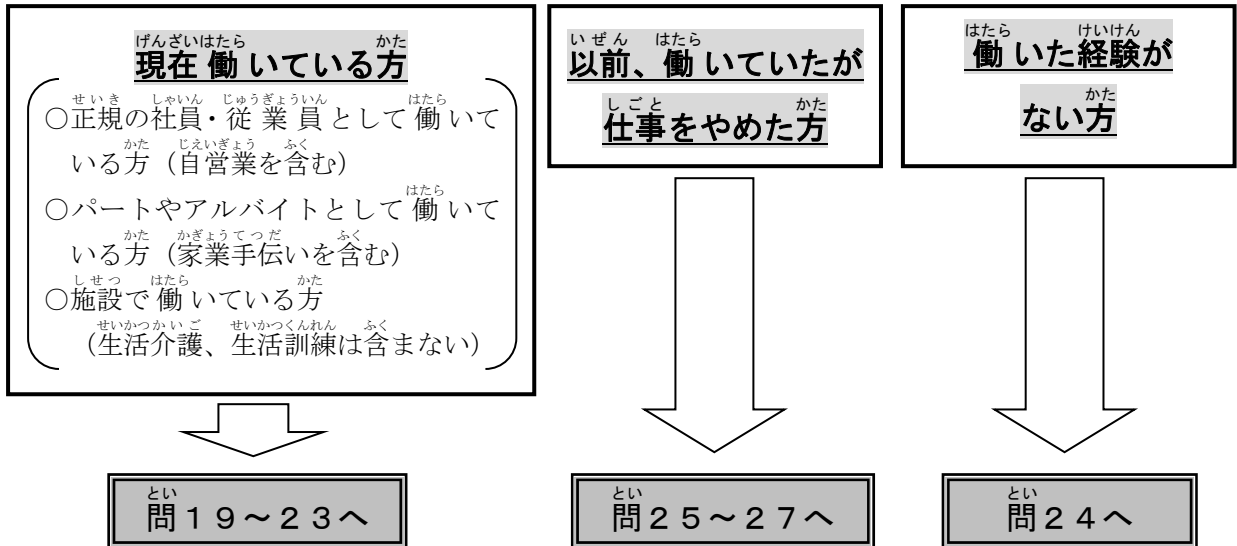 現在働いている方
○正規の社員・従業員として働いて
いる方（自営業を含む）
○パートやアルバイトとして働いて
いる方（家業手伝いを含む）
○施設で働いている方
（生活介護、生活訓練は含まない）
問１９～２３へ
以前、働いていたが
仕事をやめた方
問２５～２７へ
働いた経験が
ない方
問２４へ